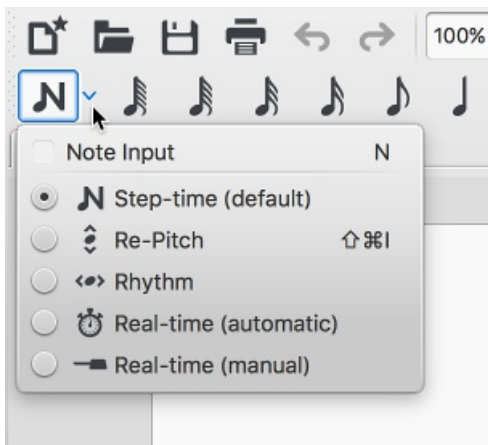 100%
Note Input N
Step-time (default)
Re-Pitch ⇧⌘I
Rhythm
Real-time (automatic)
Real-time (manual)